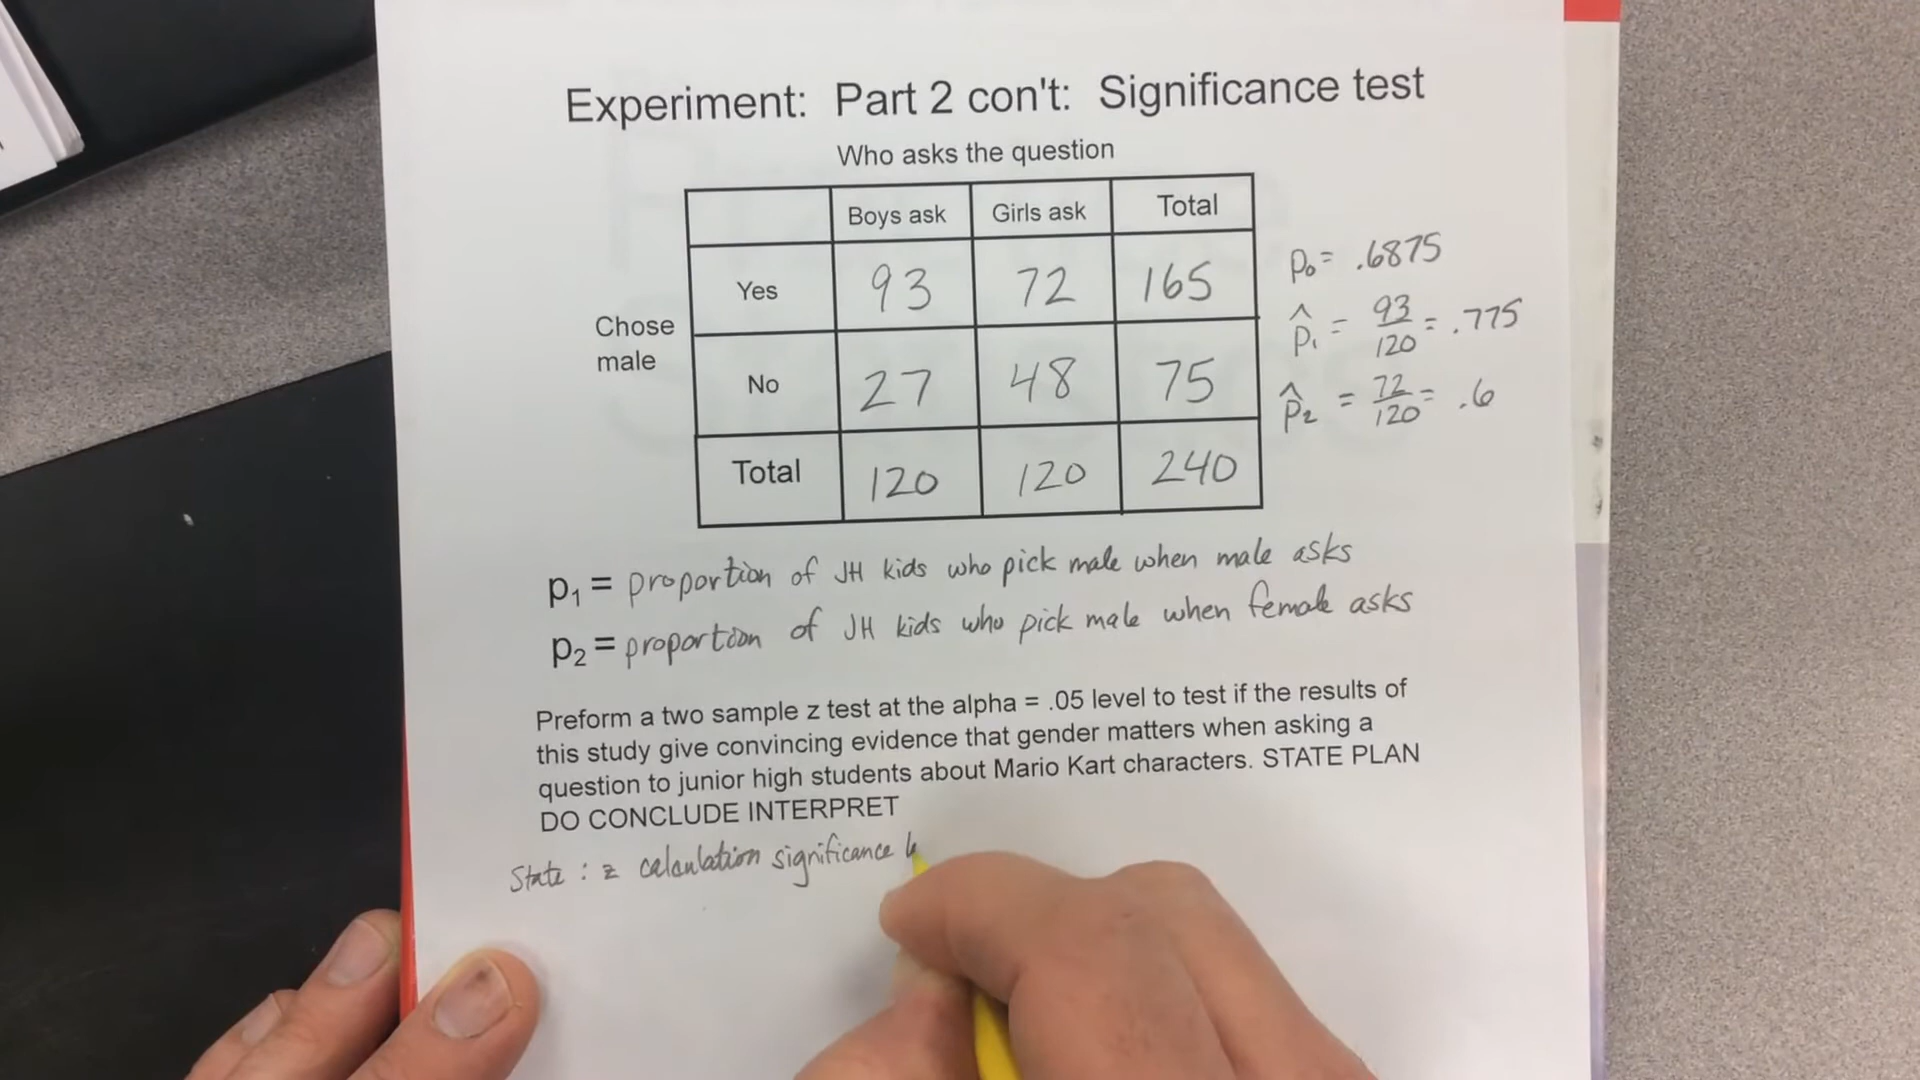 Experiment: Part 2 con't: Significance test
Who asks the question
Boys ask Girls ask Total
Chose male
Yes 93 72 165
No 27 48 75
Total 120 120 240
p₀ = .6875
p̂₁ = 93/120 = .775
p̂₂ = 72/120 = .6
p₁ = proportion of JH kids who pick male when male asks
p₂ = proportion of JH kids who pick male when female asks
Preform a two sample z test at the alpha = .05 level to test if the results of
this study give convincing evidence that gender matters when asking a
question to junior high students about Mario Kart characters. STATE PLAN
DO CONCLUDE INTERPRET
State : z calculation significance